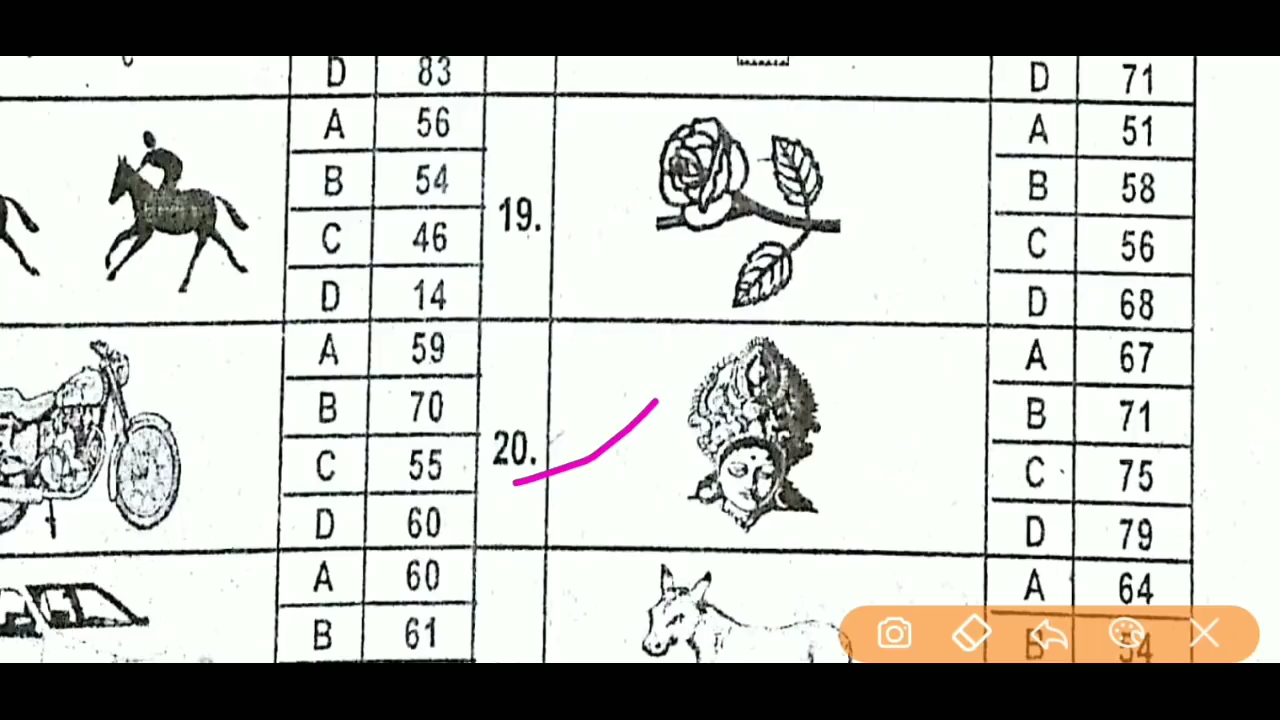 D 83 D 71
A 56 A 51
B 54 B 58
19.
C 46 C 56
D 14 D 68
A 59 A 67
B 70 B 71
20.
C 55 C 75
D 60 D 79
A 60 A 64
B 61 B 54